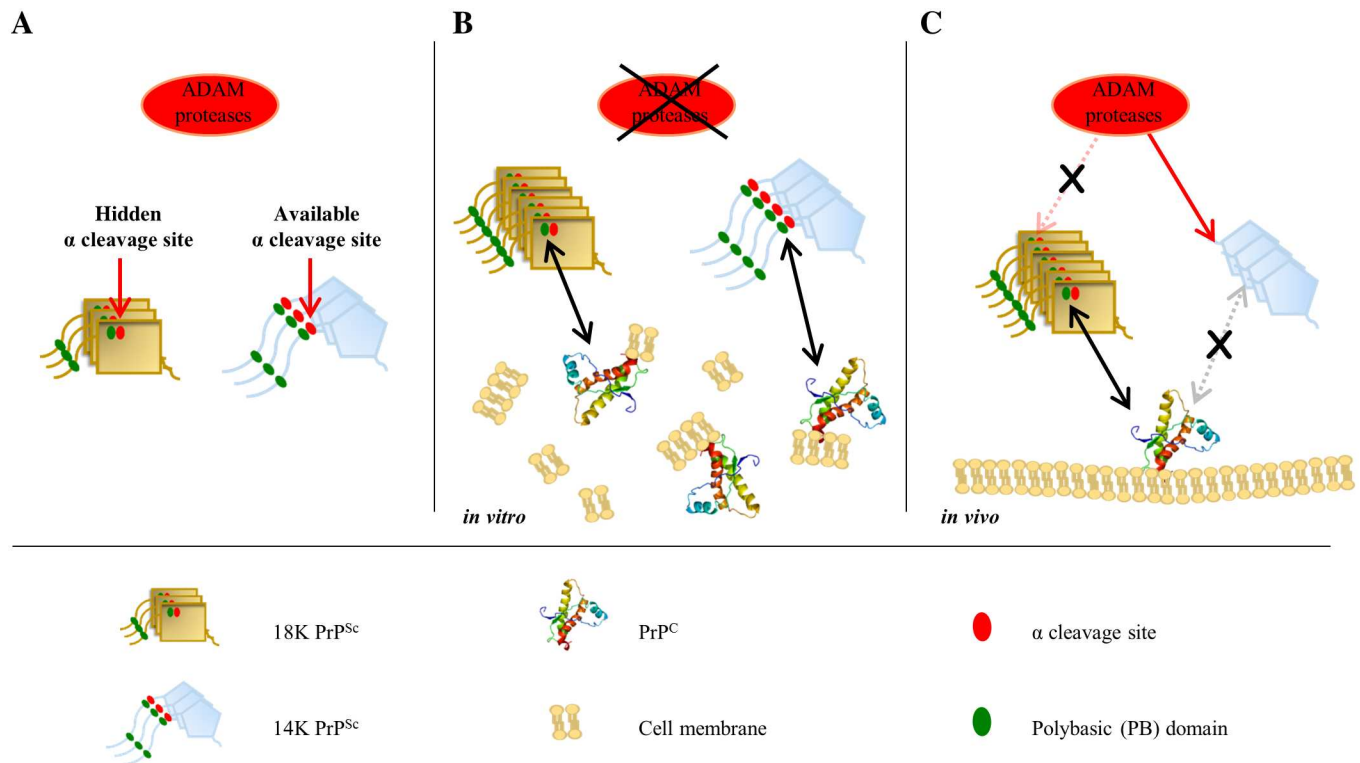 A
B
C
ADAM
proteases
ADAM
proteases
ADAM
proteases
Hidden
α cleavage site
Available
α cleavage site
in vitro
in vivo
18K PrPSc
PrPC
α cleavage site
14K PrPSc
Cell membrane
Polybasic (PB) domain